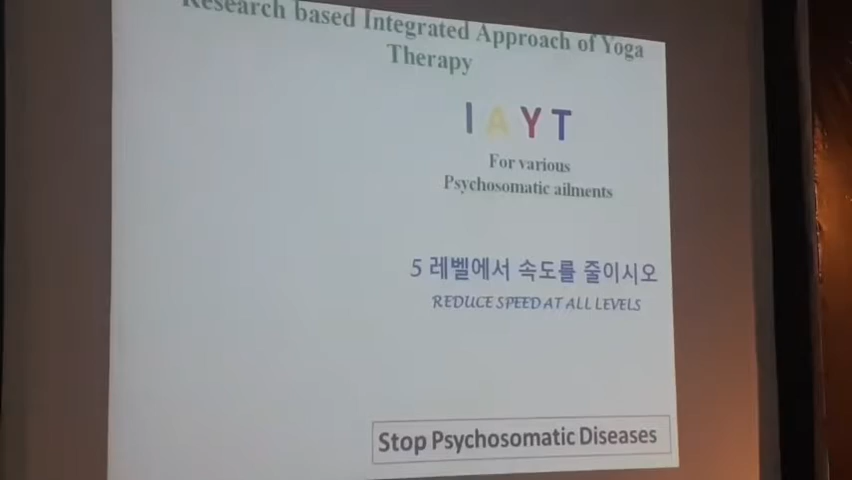 Research based Integrated Approach of Yoga
Therapy
I A Y T
For various
Psychosomatic ailments
5 레벨에서 속도를 줄이시오
REDUCE SPEED AT ALL LEVELS
Stop Psychosomatic Diseases